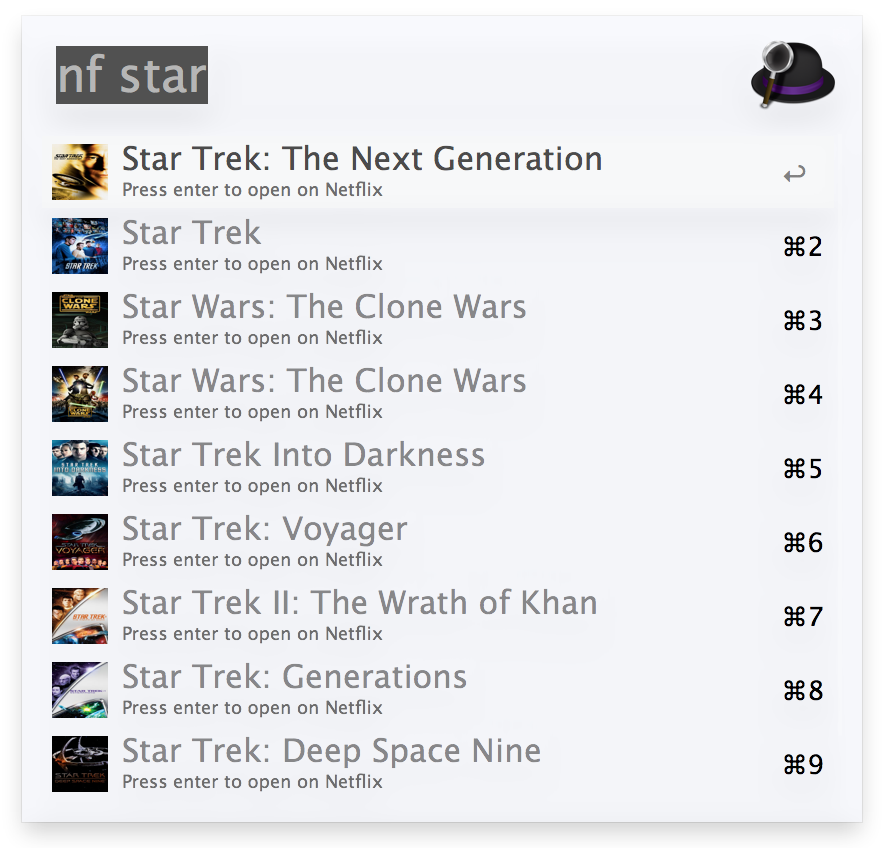 nf star
Star Trek: The Next Generation
Press enter to open on Netflix
Star Trek
Press enter to open on Netflix
⌘2
STAR TREK
Star Wars: The Clone Wars
Press enter to open on Netflix
⌘3
CLONE WARS
Star Wars: The Clone Wars
Press enter to open on Netflix
⌘4
Star Trek Into Darkness
Press enter to open on Netflix
⌘5
STAR TREK
INTO DARKNESS
Star Trek: Voyager
Press enter to open on Netflix
⌘6
STAR TREK
VOYAGER
Star Trek II: The Wrath of Khan
Press enter to open on Netflix
⌘7
STAR TREK
Star Trek: Generations
Press enter to open on Netflix
⌘8
Star Trek: Deep Space Nine
Press enter to open on Netflix
⌘9
STAR TREK
DEEP SPACE NINE